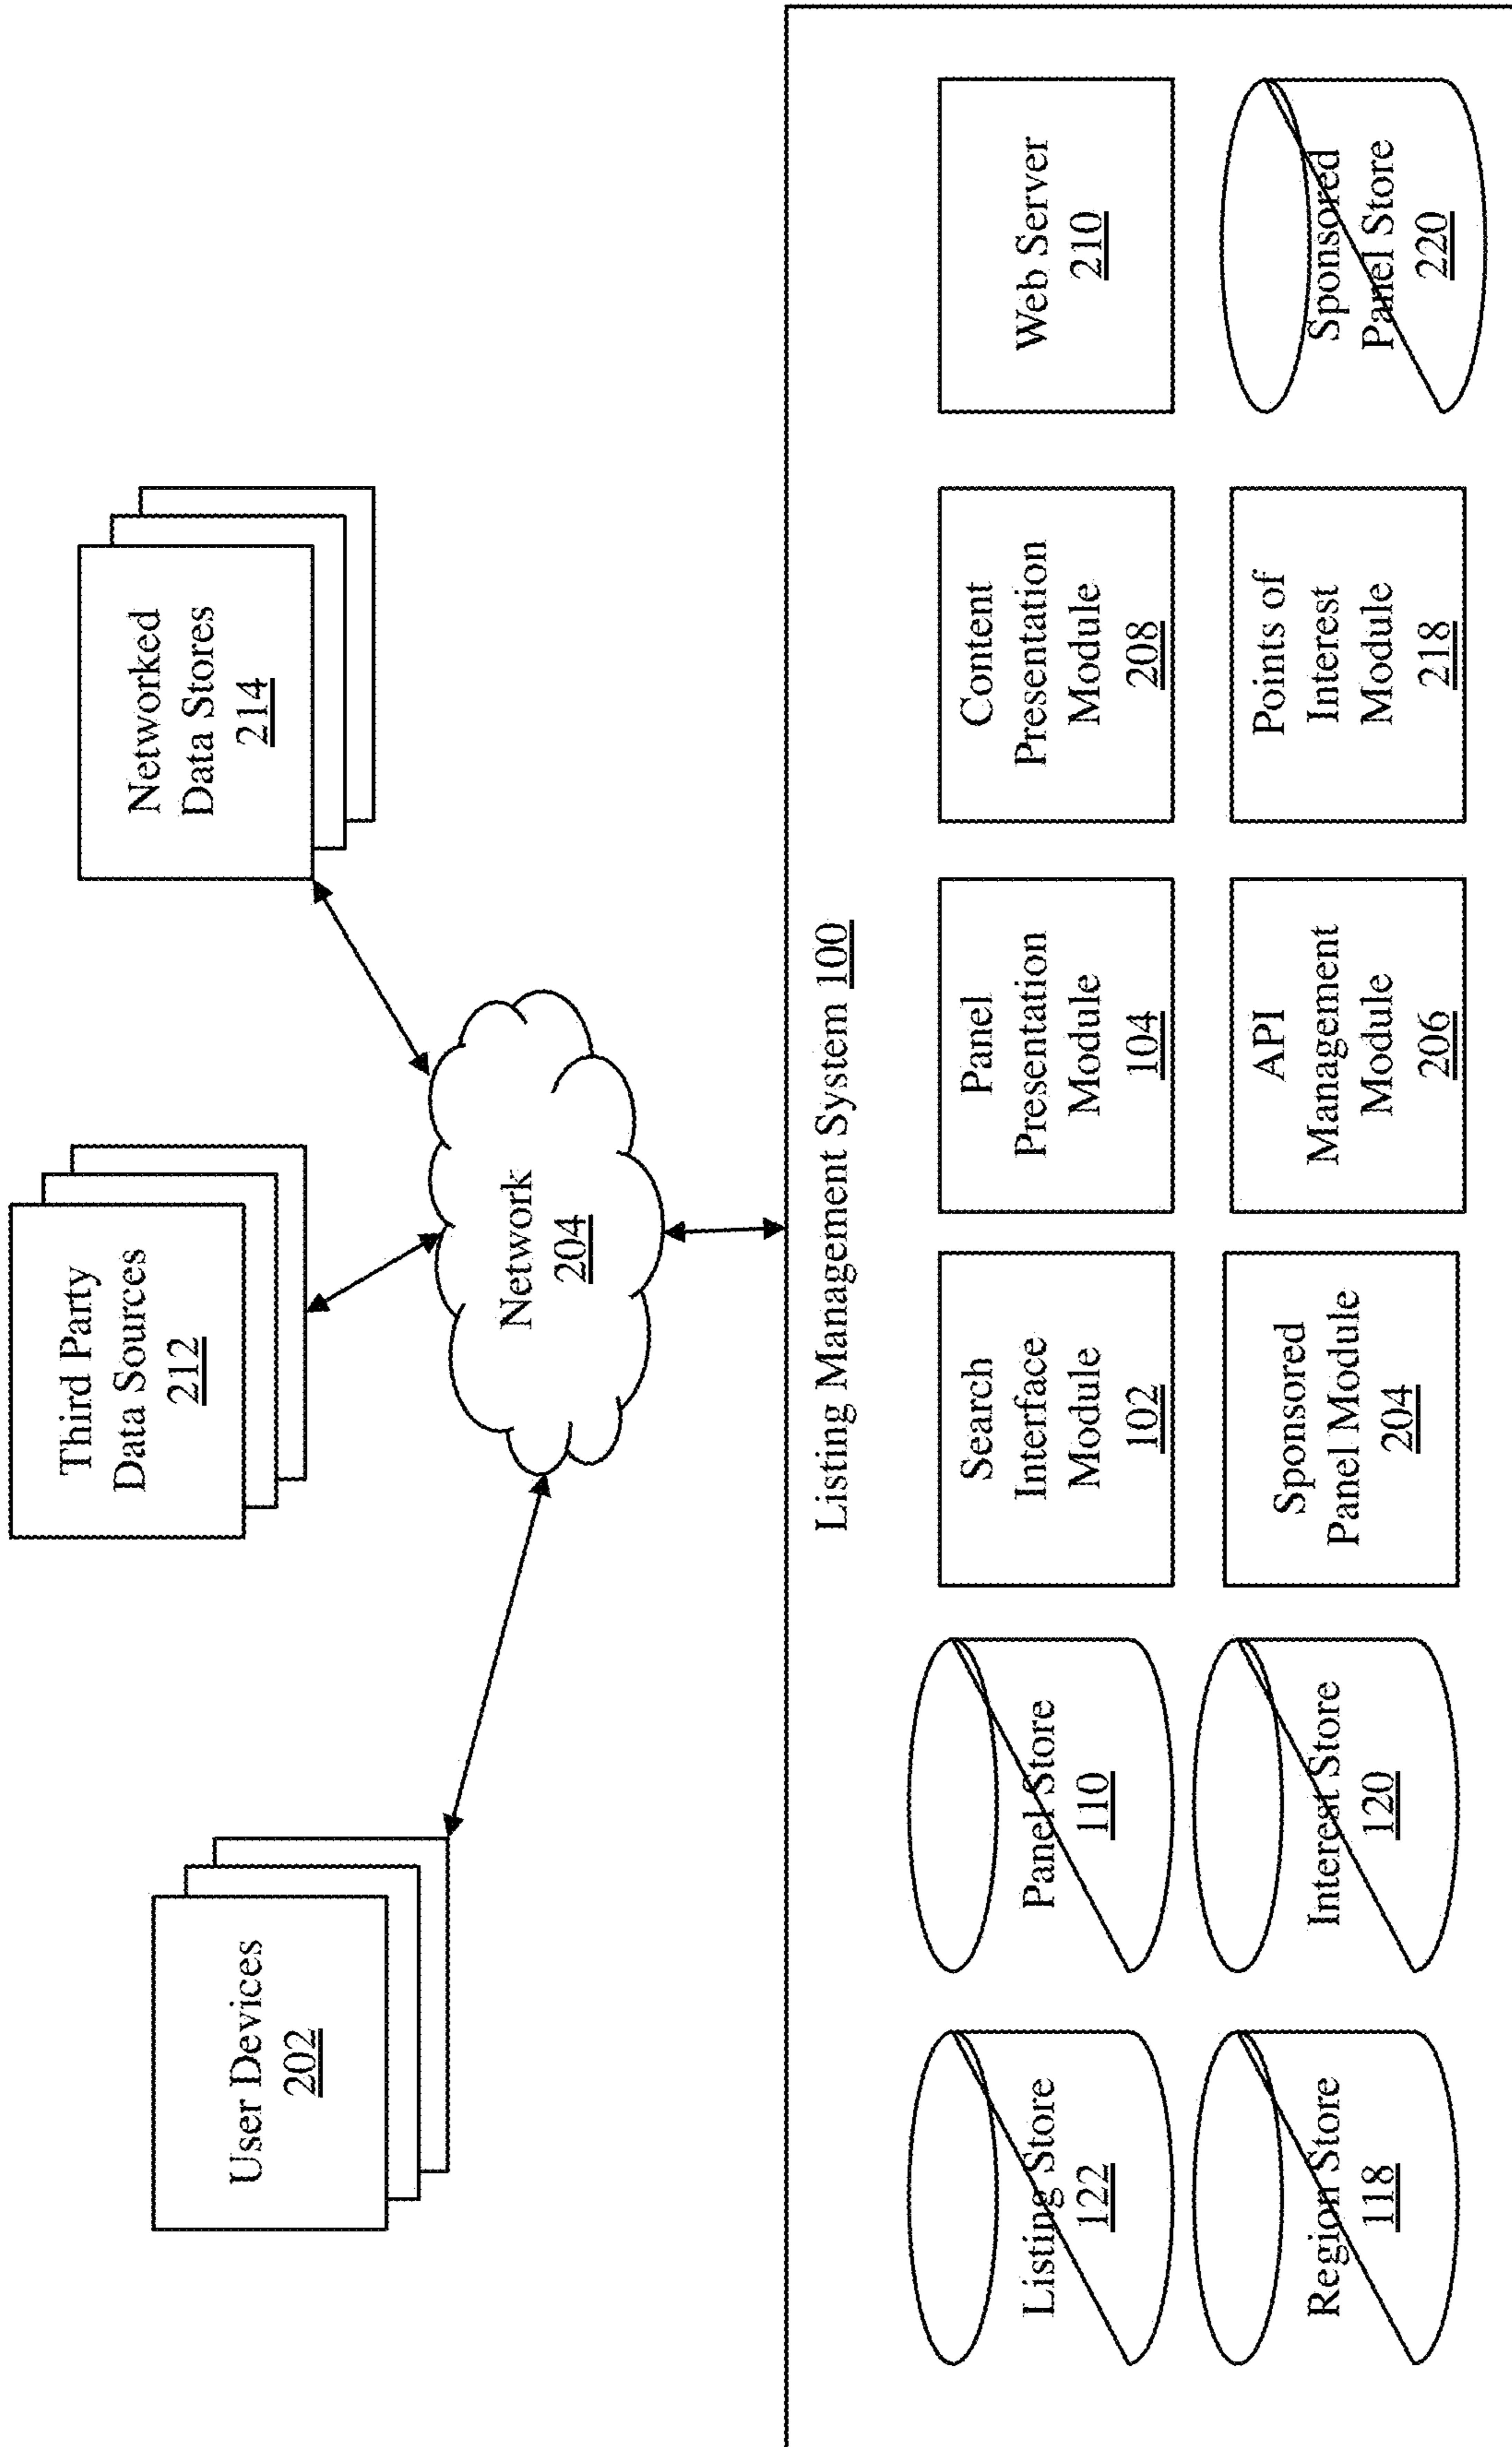 User Devices
202
Third Party
Data Sources
212
Networked
Data Stores
214
Network
204
Listing Management System 100
Listing Store
122
Panel Store
110
Search
Interface
Module
102
Panel
Presentation
Module
104
Content
Presentation
Module
208
Web Server
210
Region Store
118
Interest Store
120
Sponsored
Panel Module
204
API
Management
Module
206
Points of
Interest
Module
218
Sponsored
Panel Store
220